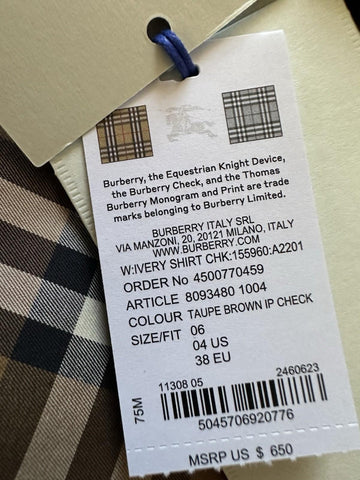 Burberry, the Equestrian Knight Device,
the Burberry Check, and the Thomas
Burberry Monogram and Print are trade
marks belonging to Burberry Limited.
BURBERRY ITALY SRL
VIA MANZONI, 20, 20121 MILANO, ITALY
WWW.BURBERRY.COM
W:IVERY SHIRT CHK:155960:A2201
ORDER No 4500770459
ARTICLE 8093480 1004
COLOUR TAUPE BROWN IP CHECK
SIZE/FIT 06
04 US
38 EU
75M
11308 05 2460623
5045706920776
MSRP US $ 650